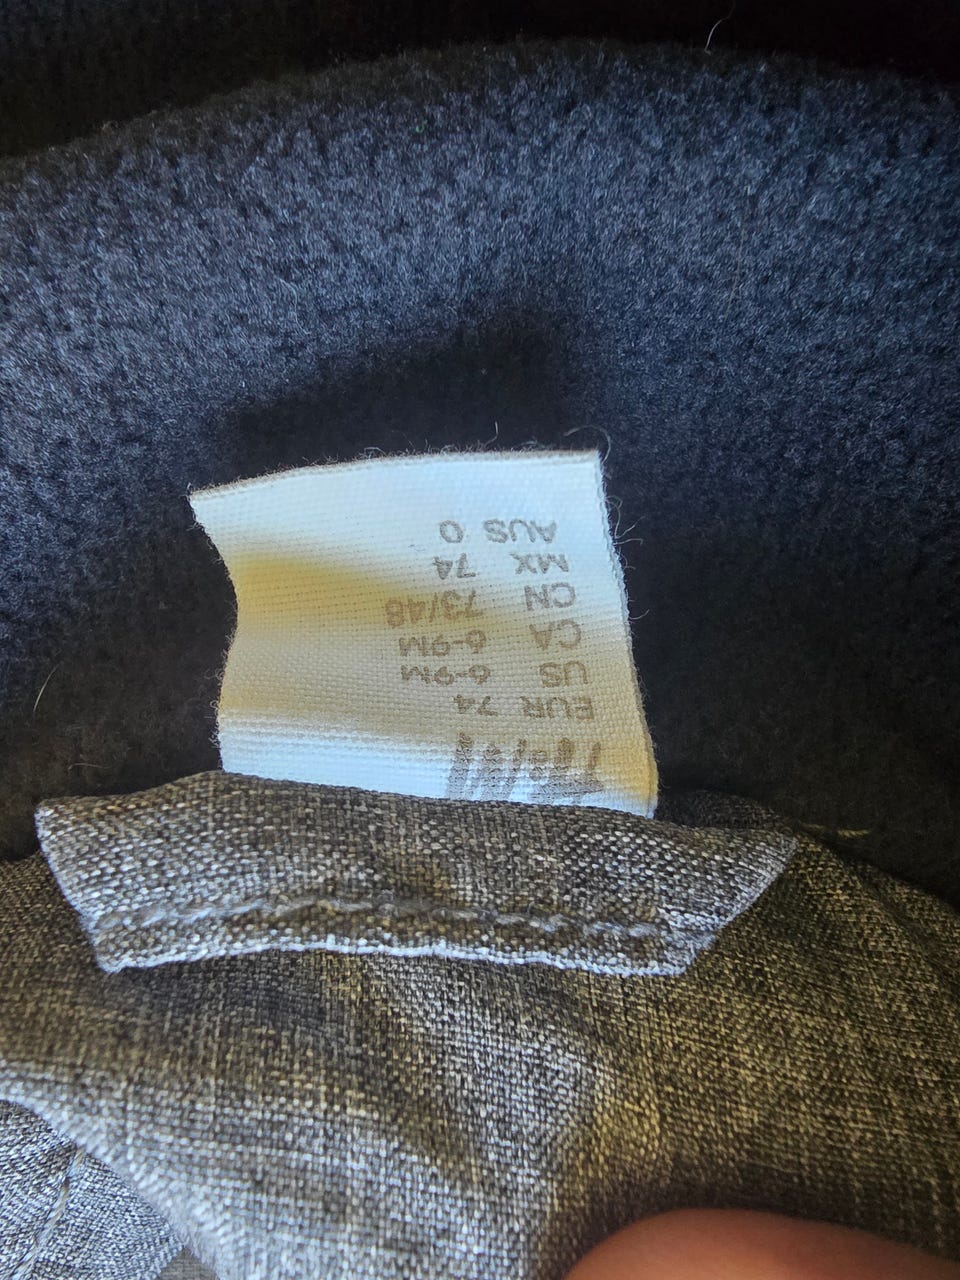 EUR 74
US 6-9M
CA 6-9M
CN 73/48
MX 74
AUS 0